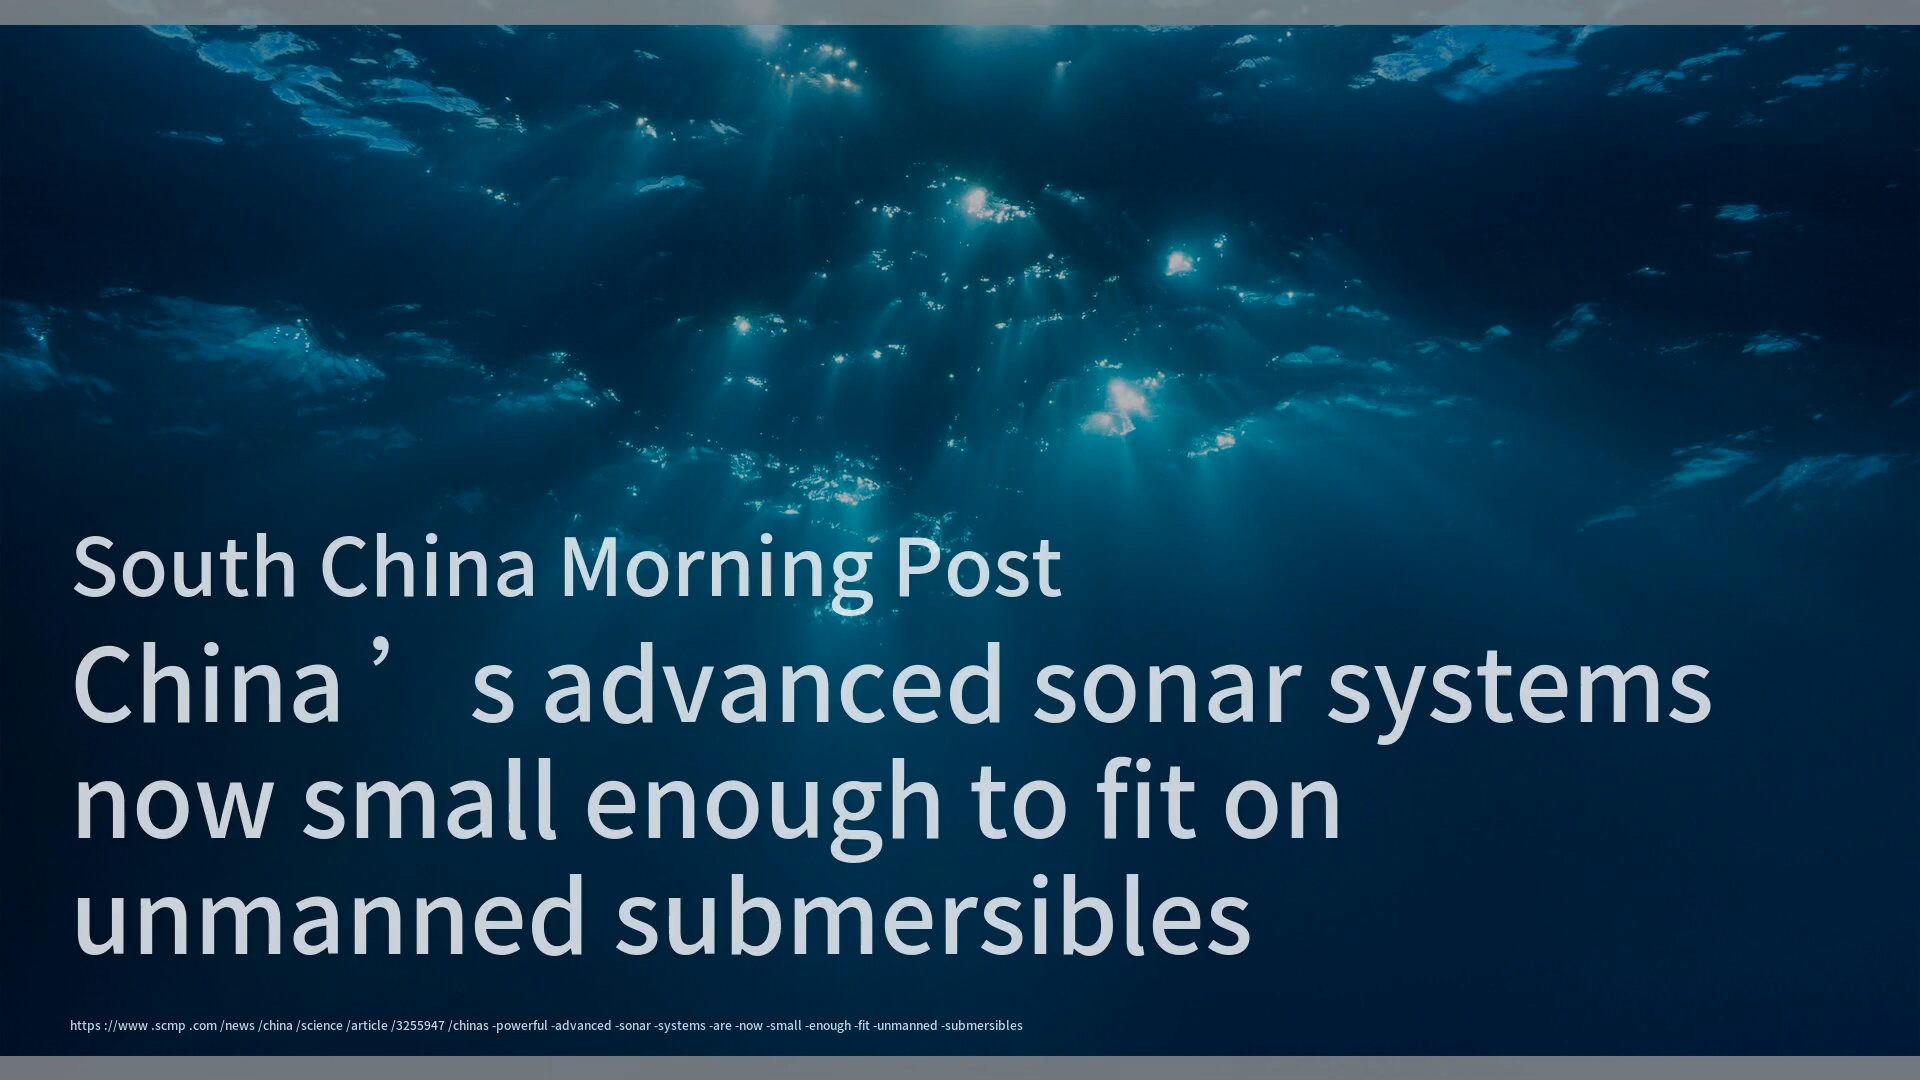 South China Morning Post
China’s advanced sonar systems
now small enough to fit on
unmanned submersibles
https ://www .scmp .com /news /china /science /article /3255947 /chinas -powerful -advanced -sonar -systems -are -now -small -enough -fit -unmanned -submersibles